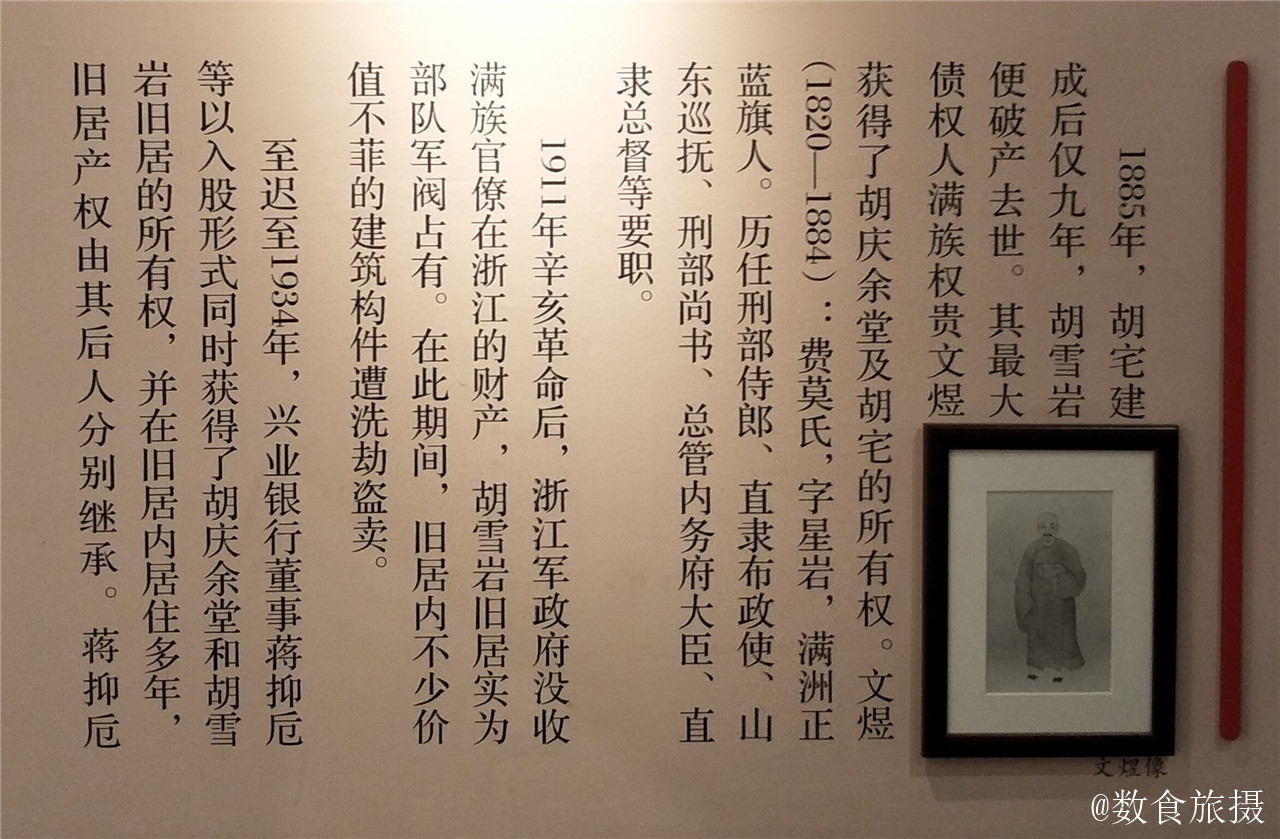 1885年，胡宅建
成后仅九年，胡雪岩
便破产去世。其最大
债权人满族权贵文煜
获得了胡庆余堂及胡宅的所有权。文煜
（1820—1884）：费莫氏，字星岩，满洲正
蓝旗人。历任刑部侍郎、直隶布政使、山
东巡抚、刑部尚书、总管内务府大臣、直
隶总督等要职。
1911年辛亥革命后，浙江军政府没收
满族官僚在浙江的财产，胡雪岩旧居实为
部队军阀占有。在此期间，旧居内不少价
值不菲的建筑构件遭洗劫盗卖。
至迟至1934年，兴业银行董事蒋抑卮
等以入股形式同时获得了胡庆余堂和胡雪
岩旧居的所有权，并在旧居内居住多年，
旧居产权由其后人分别继承。蒋抑卮
文煜像
@数食旅摄